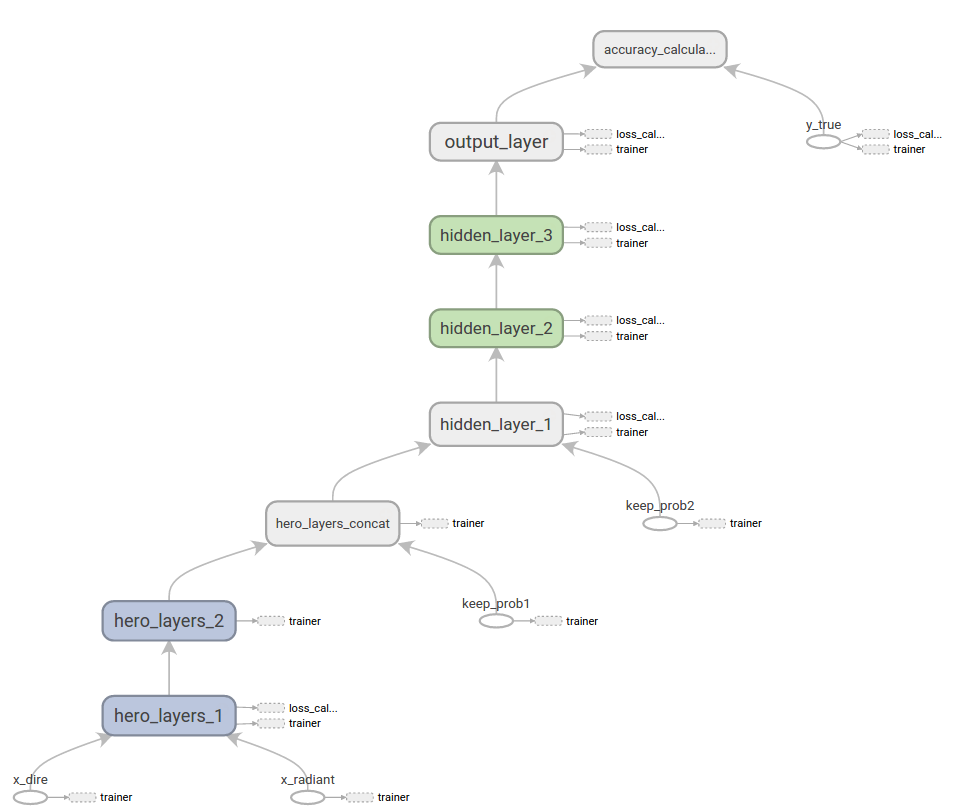 accuracy_calcula...
y_true
loss_cal...
trainer
output_layer
loss_cal...
trainer
hidden_layer_3
loss_cal...
trainer
hidden_layer_2
loss_cal...
trainer
hidden_layer_1
loss_cal...
trainer
keep_prob2
trainer
hero_layers_concat
trainer
keep_prob1
trainer
hero_layers_2
trainer
hero_layers_1
loss_cal...
trainer
x_dire
trainer
x_radiant
trainer